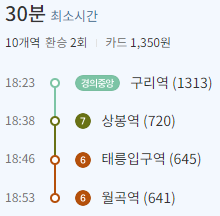 30분 최소시간
10개역 환승 2회 | 카드 1,350원
18:23 경의중앙 구리역 (1313)
18:38 7 상봉역 (720)
18:46 6 태릉입구역 (645)
18:53 6 월곡역 (641)